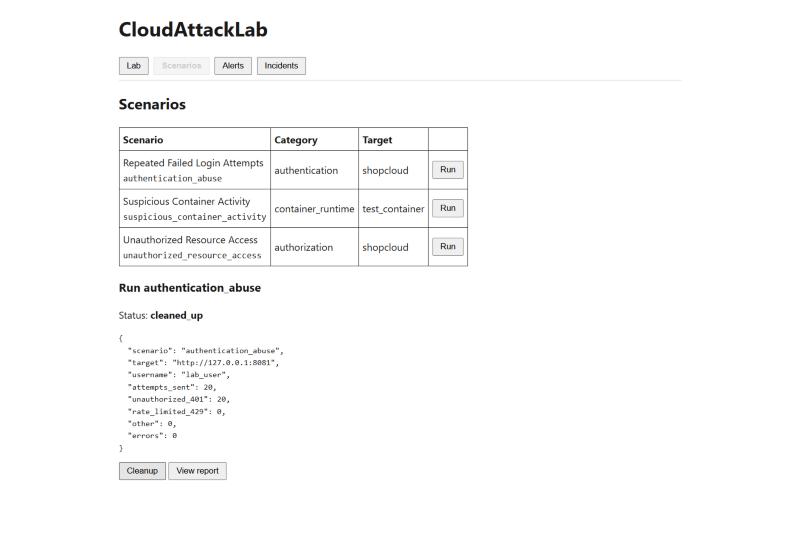 CloudAttackLab
Lab Scenarios Alerts Incidents
Scenarios
Scenario Category Target
Repeated Failed Login Attempts
authentication_abuse
authentication shopcloud Run
Suspicious Container Activity
suspicious_container_activity
container_runtime test_container Run
Unauthorized Resource Access
unauthorized_resource_access
authorization shopcloud Run
Run authentication_abuse
Status: cleaned_up
{
"scenario": "authentication_abuse",
"target": "http://127.0.0.1:8081",
"username": "lab_user",
"attempts_sent": 20,
"unauthorized_401": 20,
"rate_limited_429": 0,
"other": 0,
"errors": 0
}
Cleanup View report